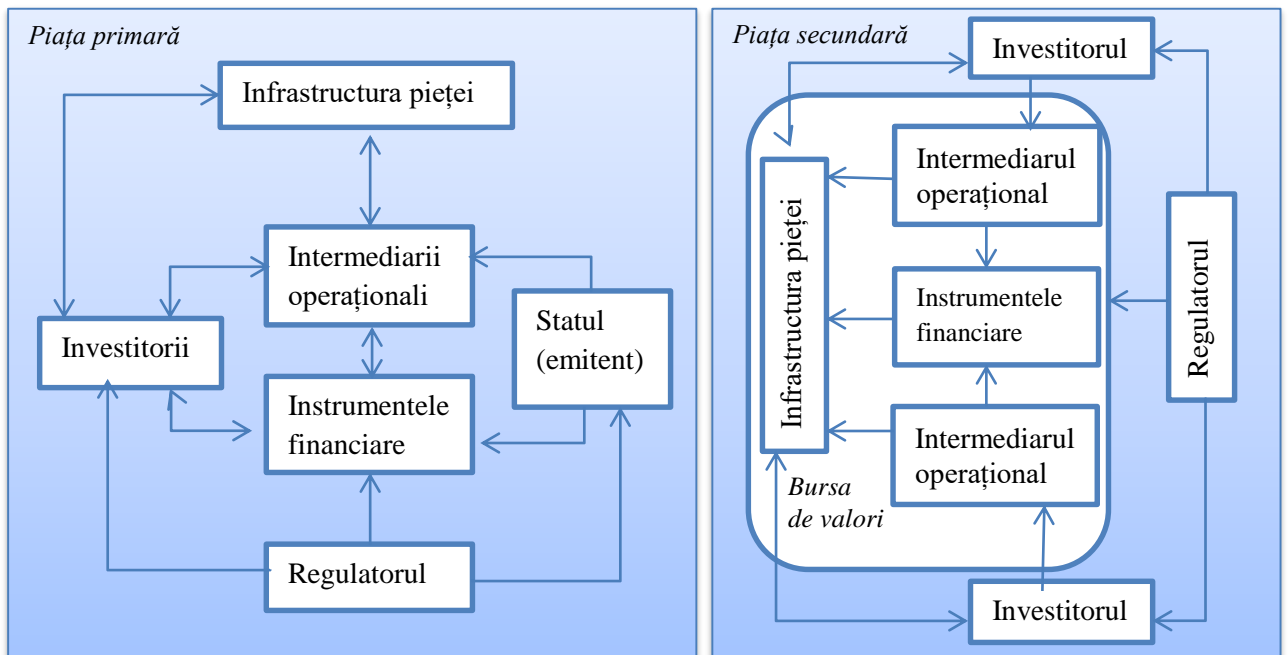 Piața primară
Infrastructura pieței
Intermediarii
operaționali
Statul
(emitent)
Investitorii
Instrumentele
financiare
Regulatorul
Piața secundară
Investitorul
Intermediarul
operațional
Infrastructura pieței
Instrumentele
financiare
Regulatorul
Intermediarul
operațional
Bursa
de valori
Investitorul